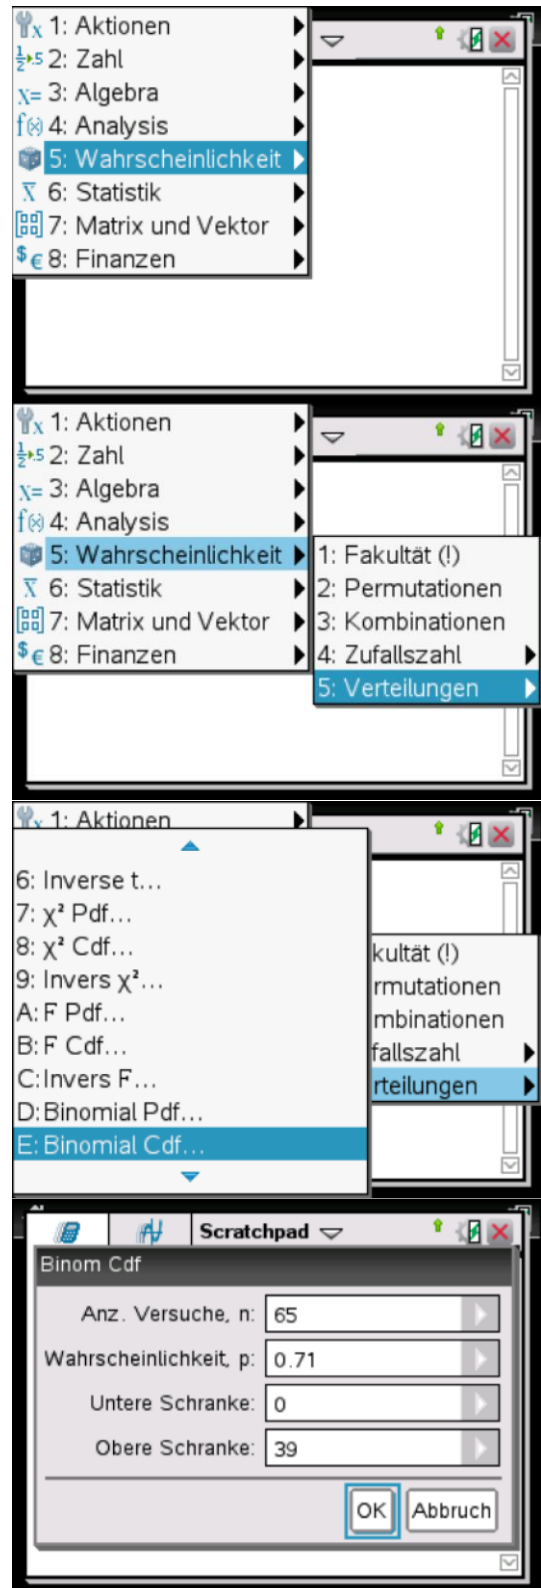 1: Aktionen
2: Zahl
3: Algebra
4: Analysis
5: Wahrscheinlichkeit
6: Statistik
7: Matrix und Vektor
8: Finanzen
1: Aktionen
2: Zahl
3: Algebra
4: Analysis
5: Wahrscheinlichkeit
6: Statistik
7: Matrix und Vektor
8: Finanzen
1: Fakultät (!)
2: Permutationen
3: Kombinationen
4: Zufallszahl
5: Verteilungen
1: Aktionen
6: Inverse t...
7: χ² Pdf...
8: χ² Cdf...
9: Invers χ²...
A: F Pdf...
B: F Cdf...
C: Invers F...
D: Binomial Pdf...
E: Binomial Cdf...
kultät (!)
rmutationen
mbinationen
fallszahl
rteilungen
Scratchpad
Binom Cdf
Anz. Versuche, n: 65
Wahrscheinlichkeit, p: 0.71
Untere Schranke: 0
Obere Schranke: 39
OK Abbruch